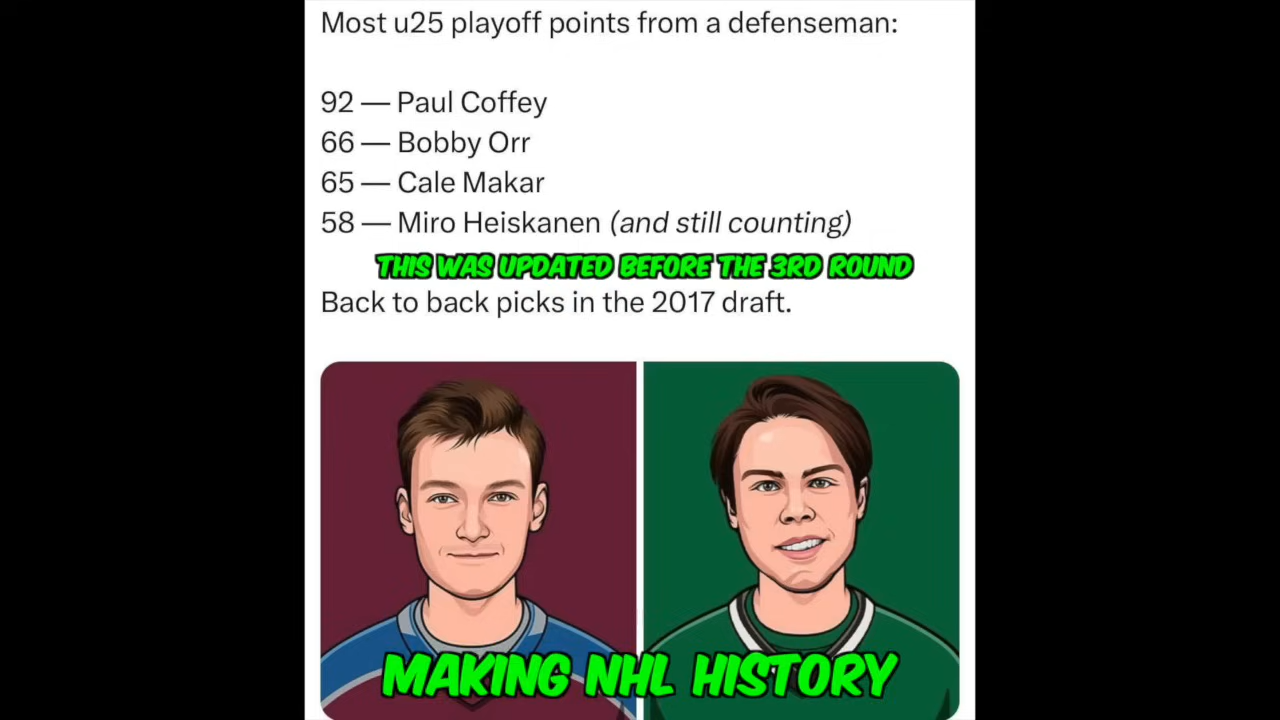 Most u25 playoff points from a defenseman:
92 — Paul Coffey
66 — Bobby Orr
65 — Cale Makar
58 — Miro Heiskanen (and still counting)
THIS WAS UPDATED BEFORE THE 3RD ROUND
Back to back picks in the 2017 draft.
MAKING NHL HISTORY